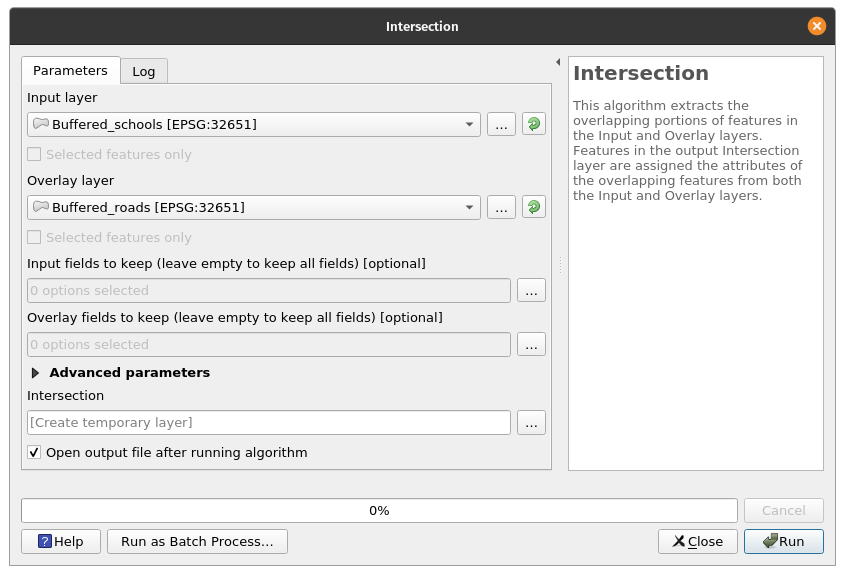 Intersection
Parameters
Log
Input layer
Buffered_schools [EPSG:32651]
...
Selected features only
Overlay layer
Buffered_roads [EPSG:32651]
...
Selected features only
Input fields to keep (leave empty to keep all fields) [optional]
0 options selected
...
Overlay fields to keep (leave empty to keep all fields) [optional]
0 options selected
...
Advanced parameters
Intersection
[Create temporary layer]
...
Open output file after running algorithm
Intersection
This algorithm extracts the
overlapping portions of features in
the Input and Overlay layers.
Features in the output Intersection
layer are assigned the attributes of
the overlapping features from both
the Input and Overlay layers.
0%
Cancel
? Help
Run as Batch Process...
Close
Run